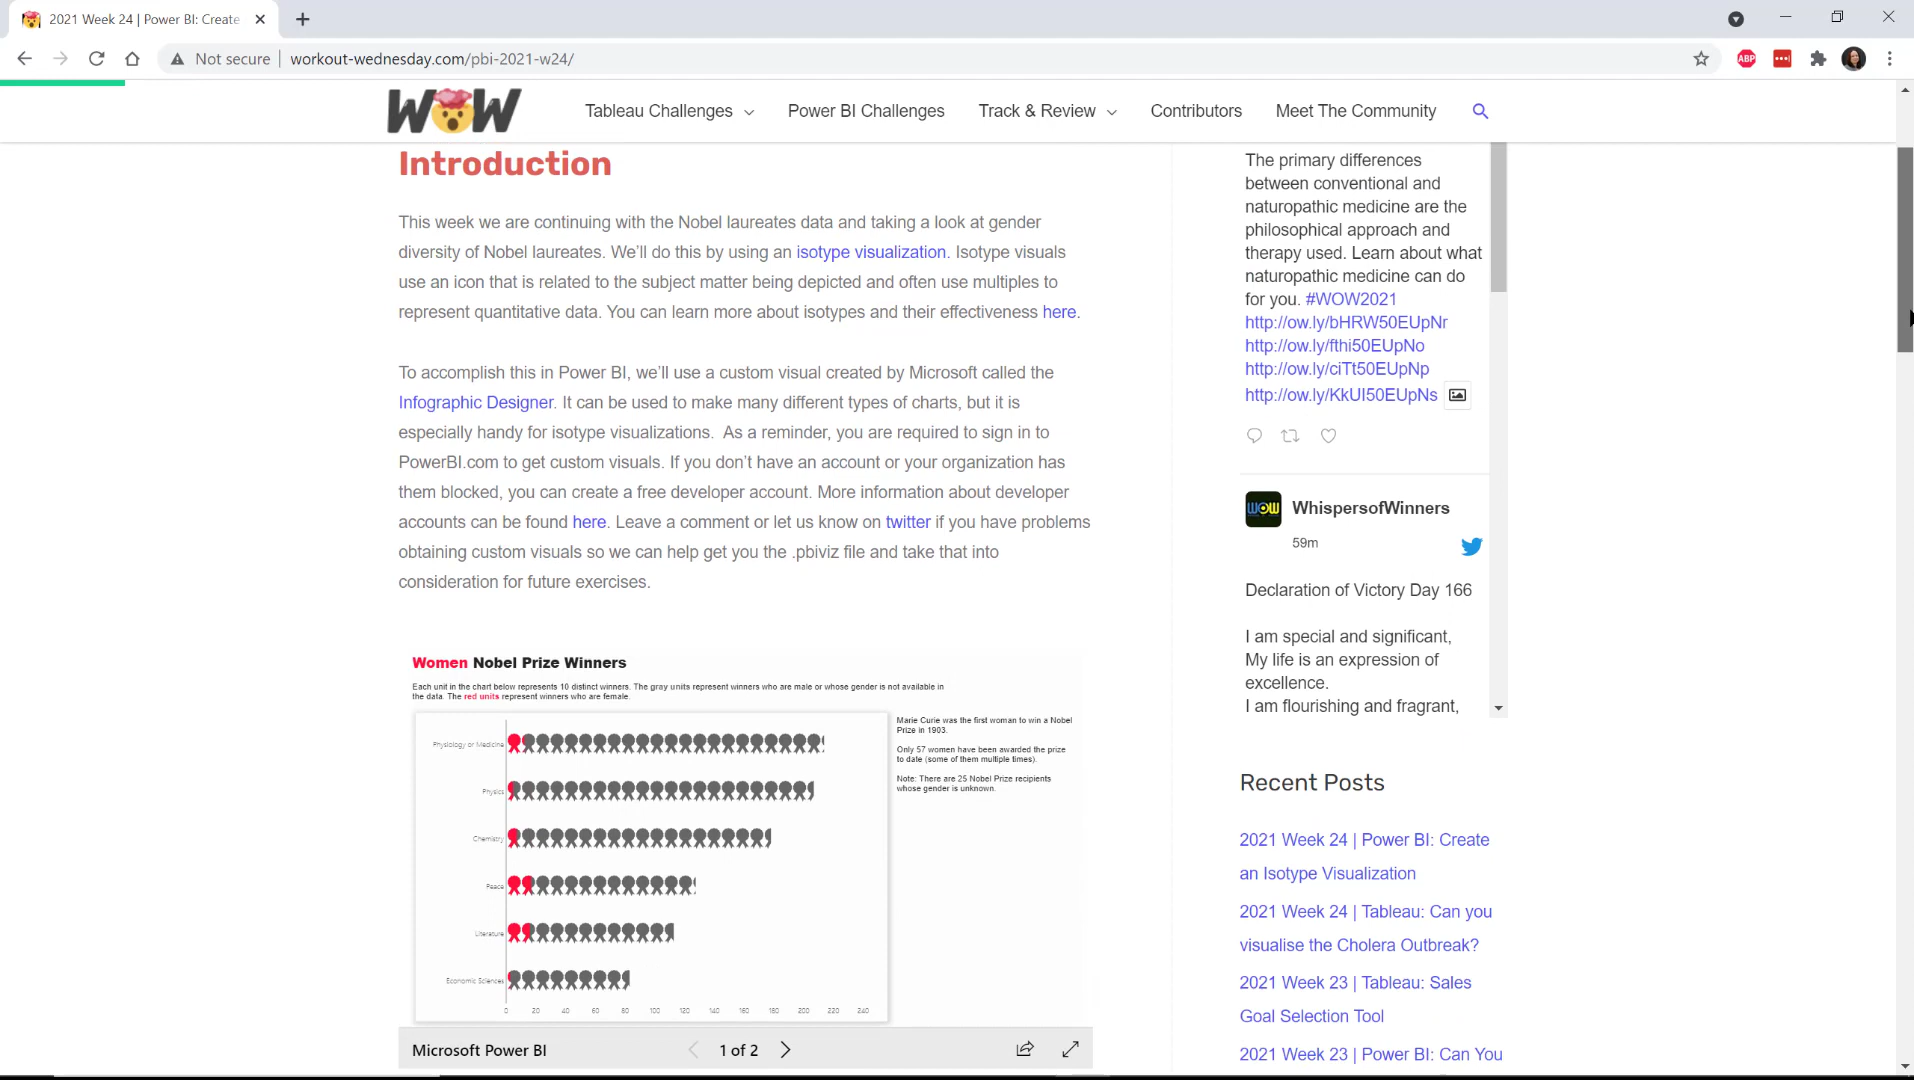 2021 Week 24 | Power BI: Create
Not secure
workout-wednesday.com/pbi-2021-w24/
ABP
WOW
Tableau Challenges
Power BI Challenges
Track & Review
Contributors
Meet The Community
Introduction
This week we are continuing with the Nobel laureates data and taking a look at gender
diversity of Nobel laureates. We'll do this by using an isotype visualization. Isotype visuals
use an icon that is related to the subject matter being depicted and often use multiples to
represent quantitative data. You can learn more about isotypes and their effectiveness here.
To accomplish this in Power BI, we'll use a custom visual created by Microsoft called the
Infographic Designer. It can be used to make many different types of charts, but it is
especially handy for isotype visualizations.  As a reminder, you are required to sign in to
PowerBI.com to get custom visuals. If you don't have an account or your organization has
them blocked, you can create a free developer account. More information about developer
accounts can be found here. Leave a comment or let us know on twitter if you have problems
obtaining custom visuals so we can help get you the .pbiviz file and take that into
consideration for future exercises.
Women Nobel Prize Winners
Each unit in the chart below represents 10 distinct winners. The gray units represent winners who are male or whose gender is not available in
the data. The red units represent winners who are female.
Physiology or Medicine
Physics
Chemistry
Peace
Literature
Economic Sciences
0 20 40 60 80 100 120 140 160 180 200 220 240
Marie Curie was the first woman to win a Nobel
Prize in 1903.
Only 57 women have been awarded the prize
to date (some of them multiple times).
Note: There are 25 Nobel Prize recipients
whose gender is unknown.
Microsoft Power BI
1 of 2
The primary differences
between conventional and
naturopathic medicine are the
philosophical approach and
therapy used. Learn about what
naturopathic medicine can do
for you. #WOW2021
http://ow.ly/bHRW50EUpNr
http://ow.ly/fthi50EUpNo
http://ow.ly/ciTt50EUpNp
http://ow.ly/KkUI50EUpNs
WOW
WhispersofWinners
59m
Declaration of Victory Day 166
I am special and significant,
My life is an expression of
excellence.
I am flourishing and fragrant,
Recent Posts
2021 Week 24 | Power BI: Create
an Isotype Visualization
2021 Week 24 | Tableau: Can you
visualise the Cholera Outbreak?
2021 Week 23 | Tableau: Sales
Goal Selection Tool
2021 Week 23 | Power BI: Can You